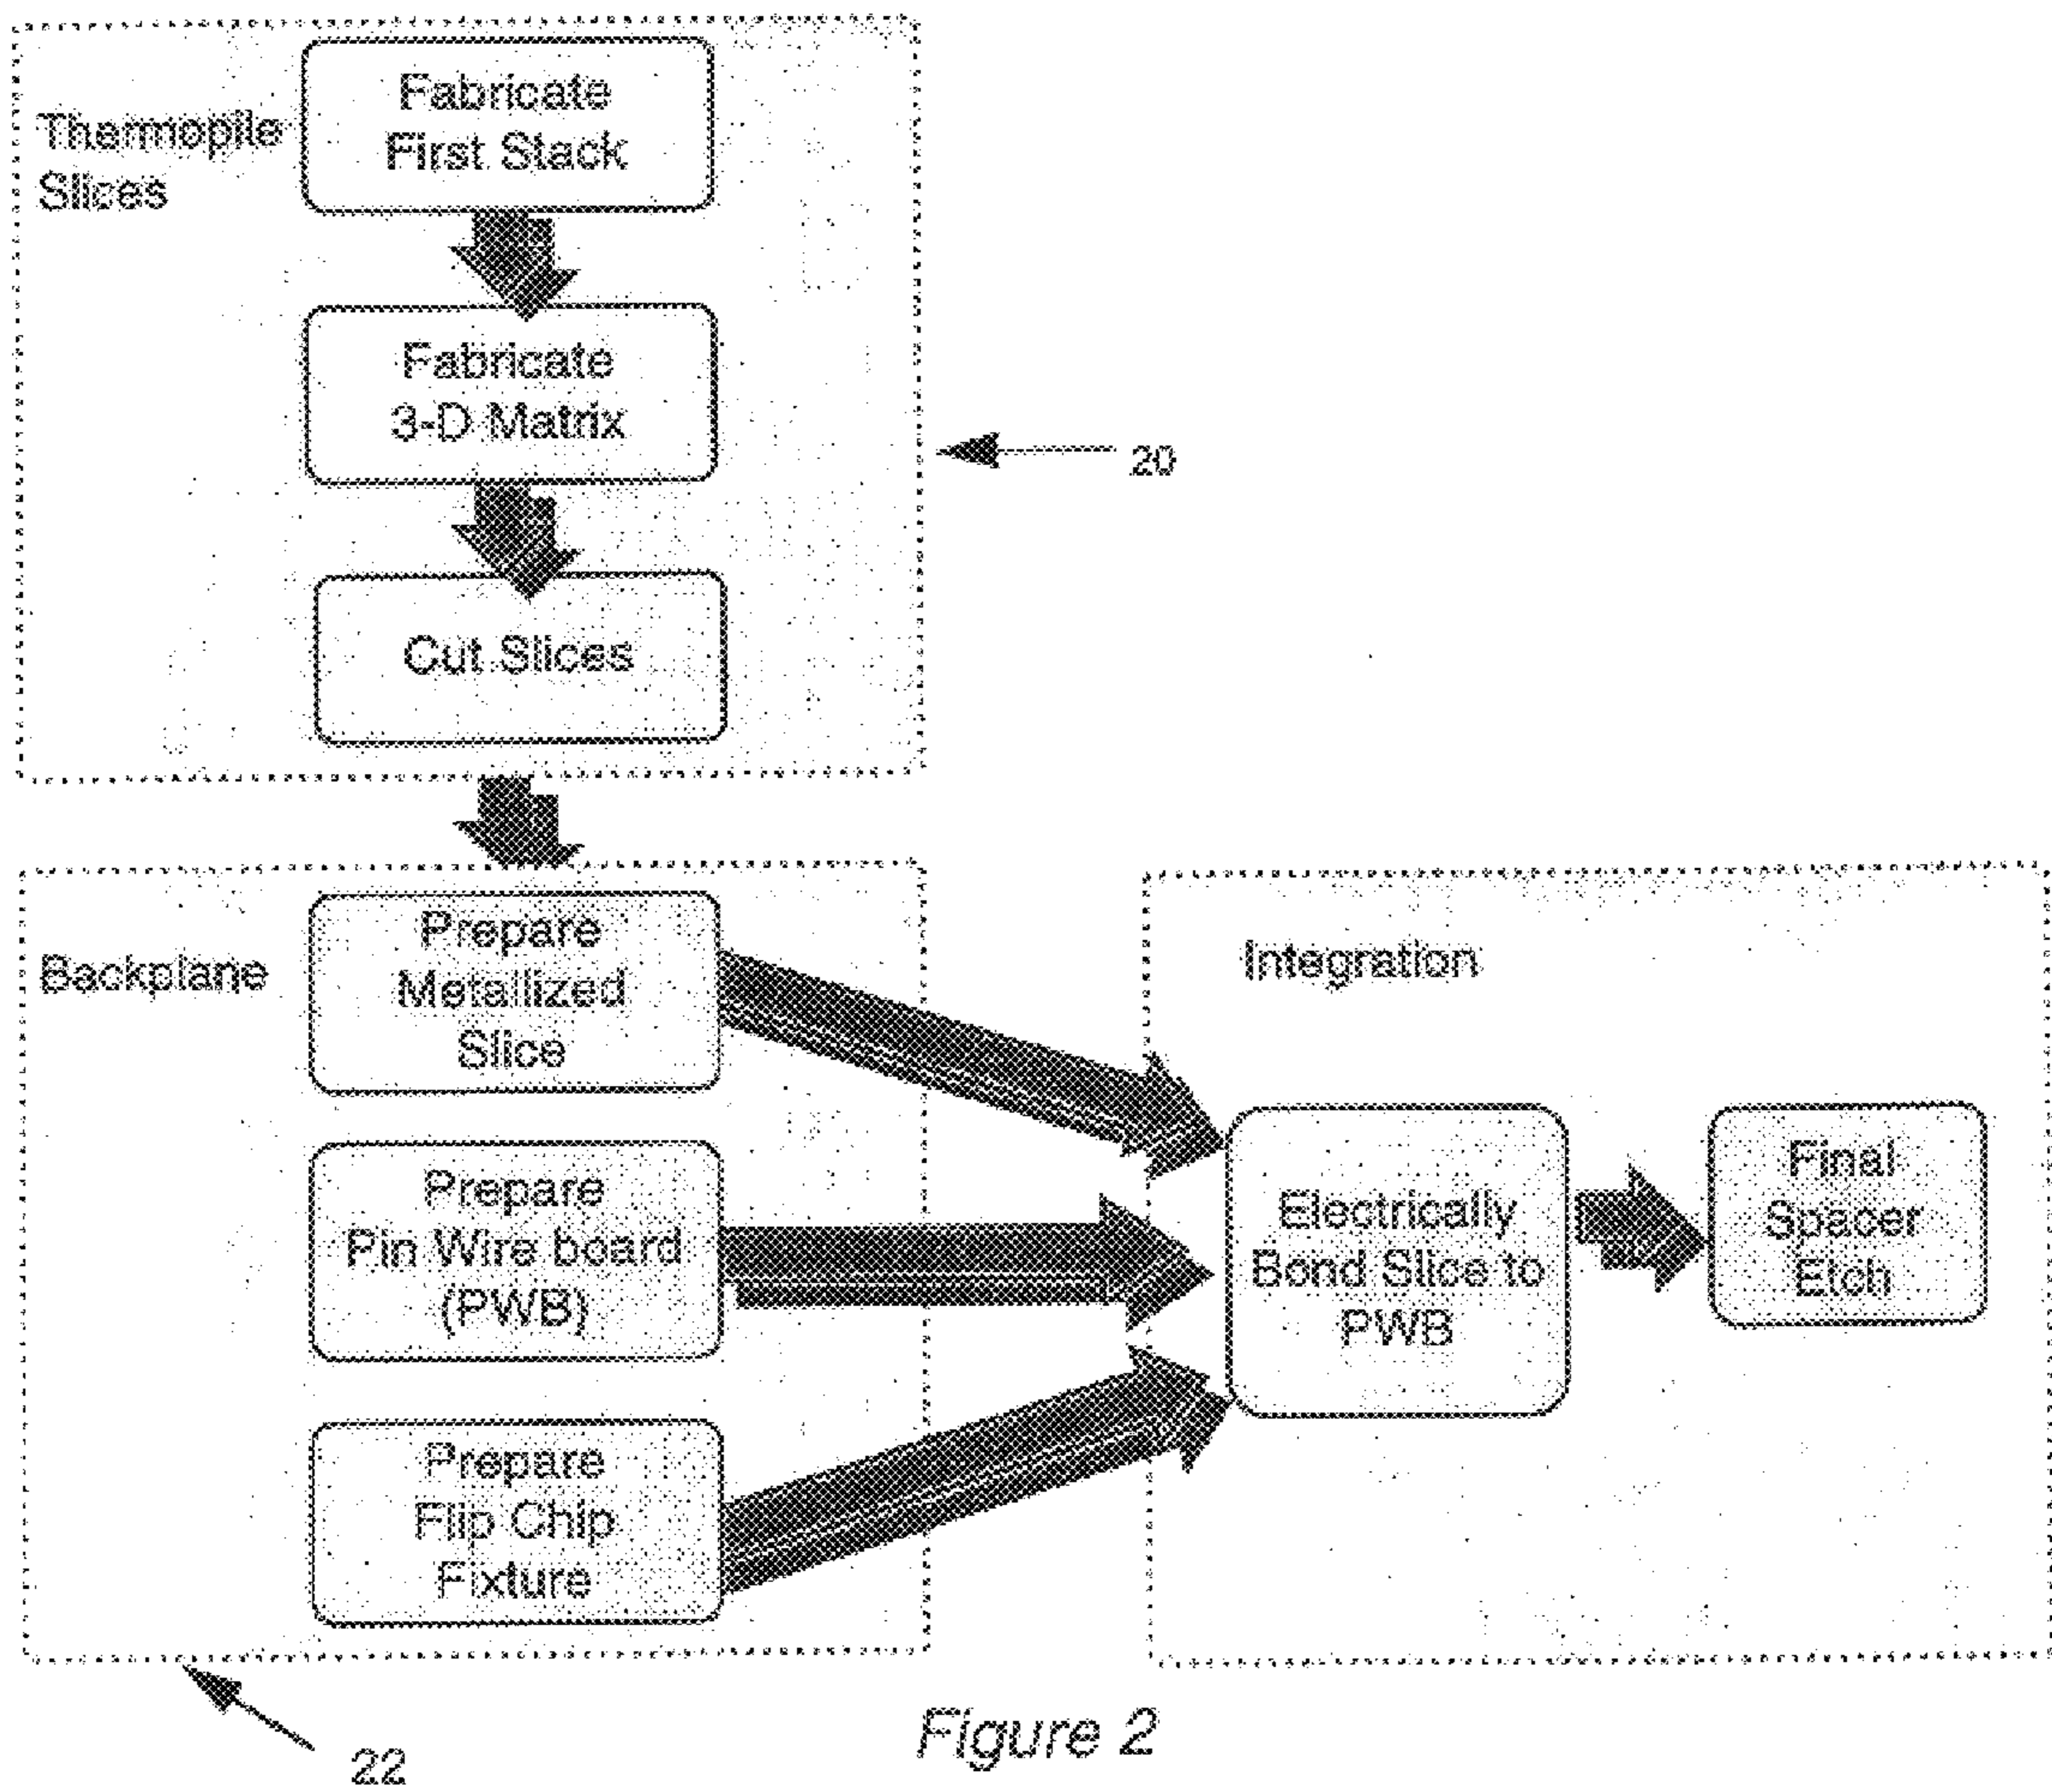 Thermopile
Slices
Fabricate
First Stack
Fabricate
3-D Matrix
Cut Slices
20
Backplane
Prepare
Metallized
Slice
Prepare
Pin Wire board
(PWB)
Prepare
Flip Chip
Fixture
22
Integration
Electrically
Bond Slice to
PWB
Final
Spacer
Etch
Figure 2